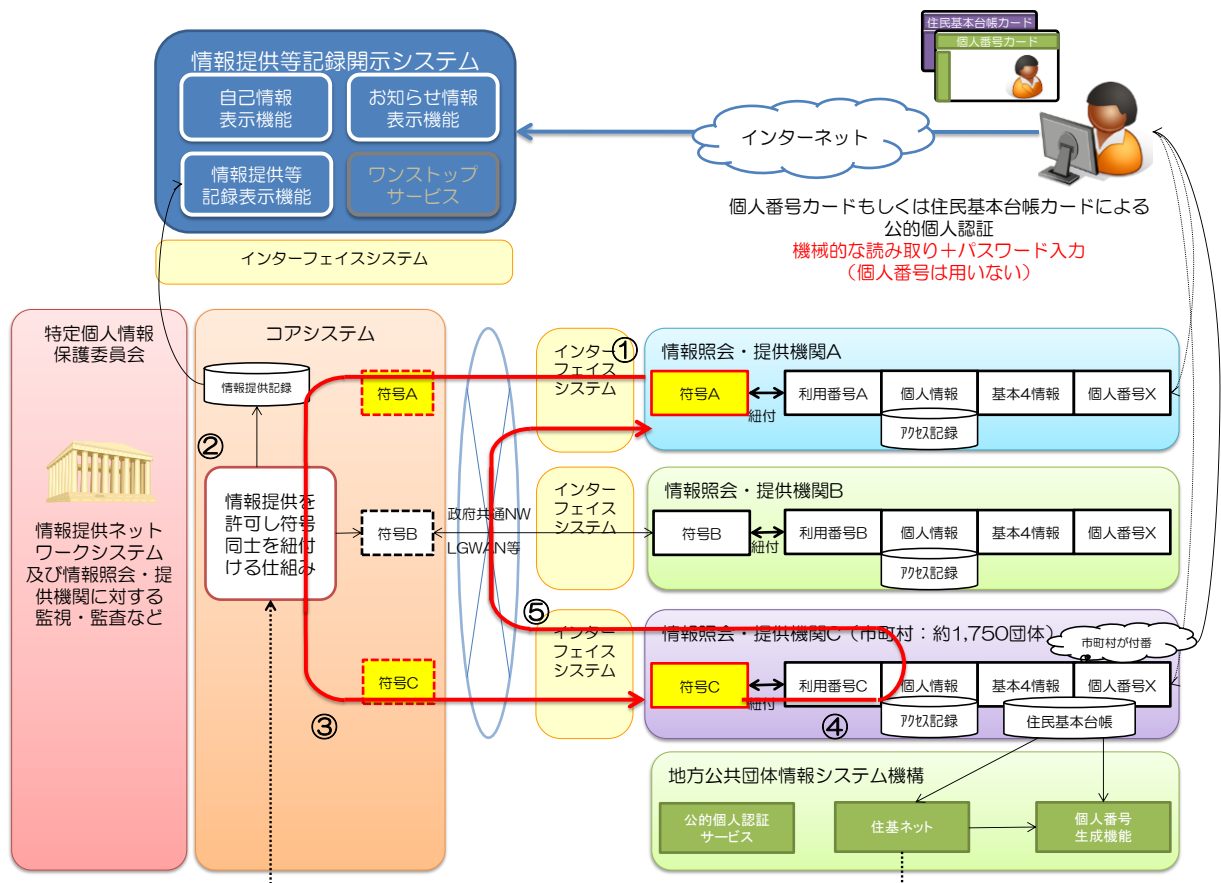 情報提供等記録開示システム
自己情報
表示機能
お知らせ情報
表示機能
情報提供等
記録表示機能
ワンストップ
サービス
インターネット
住民基本台帳カード
個人番号カード
個人番号カードもしくは住民基本台帳カードによる
公的個人認証
機械的な読み取り＋パスワード入力
（個人番号は用いない）
インターフェイスシステム
特定個人情報
保護委員会
情報提供ネット
ワークシステム
及び情報照会・提
供機関に対する
監視・監査など
コアシステム
情報提供記録
②
情報提供を
許可し符号
同士を紐付
ける仕組み
符号A
符号B
符号C
③
政府共通NW
LGWAN等
インター
フェイス
システム
①
情報照会・提供機関A
符号A
紐付
利用番号A
個人情報
基本4情報
個人番号X
ｱｸｾｽ記録
インター
フェイス
システム
情報照会・提供機関B
符号B
紐付
利用番号B
個人情報
基本4情報
個人番号X
ｱｸｾｽ記録
⑤
インター
フェイス
システム
情報照会・提供機関C（市町村：約1,750団体）
市町村が付番
符号C
紐付
利用番号C
個人情報
基本4情報
個人番号X
④
ｱｸｾｽ記録
住民基本台帳
地方公共団体情報システム機構
公的個人認証
サービス
住基ネット
個人番号
生成機能